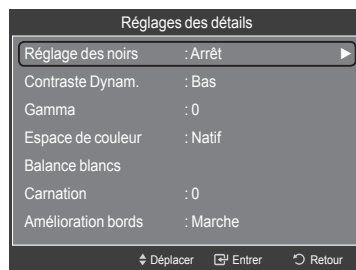 Réglages des détails
Réglage des noirs : Arrêt
Contraste Dynam. : Bas
Gamma : 0
Espace de couleur : Natif
Balance blancs
Carnation : 0
Amélioration bords : Marche
Déplacer Entrer Retour